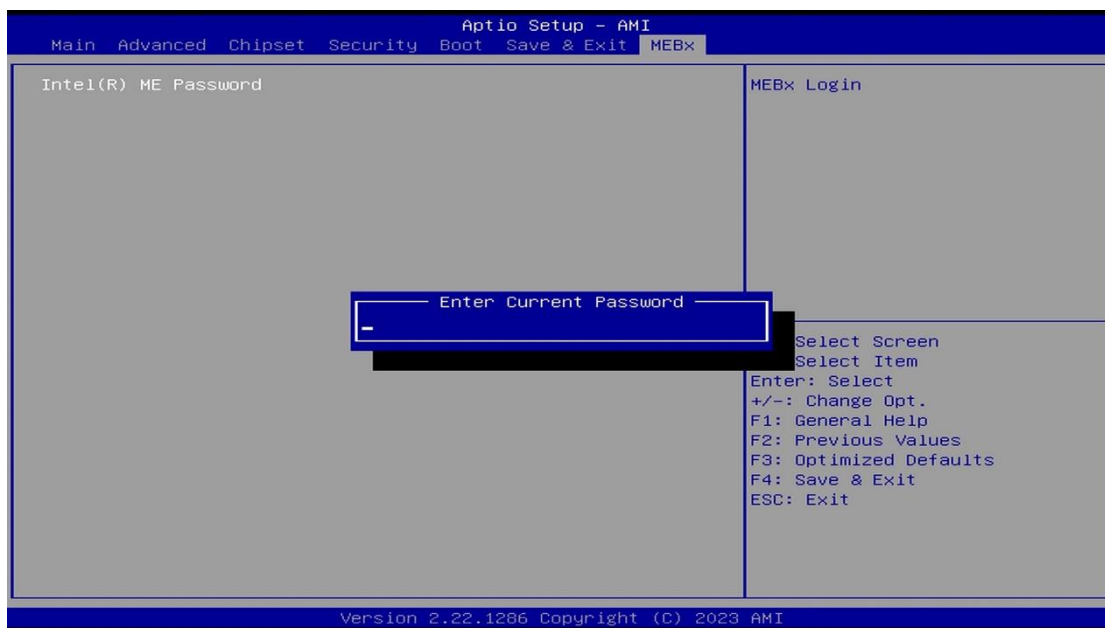 Aptio Setup – AMI
Main Advanced Chipset Security Boot Save & Exit MEBx
Intel(R) ME Password
MEBx Login
Enter Current Password
Select Screen
Select Item
Enter: Select
+/-: Change Opt.
F1: General Help
F2: Previous Values
F3: Optimized Defaults
F4: Save & Exit
ESC: Exit
Version 2.22.1286 Copyright (C) 2023 AMI